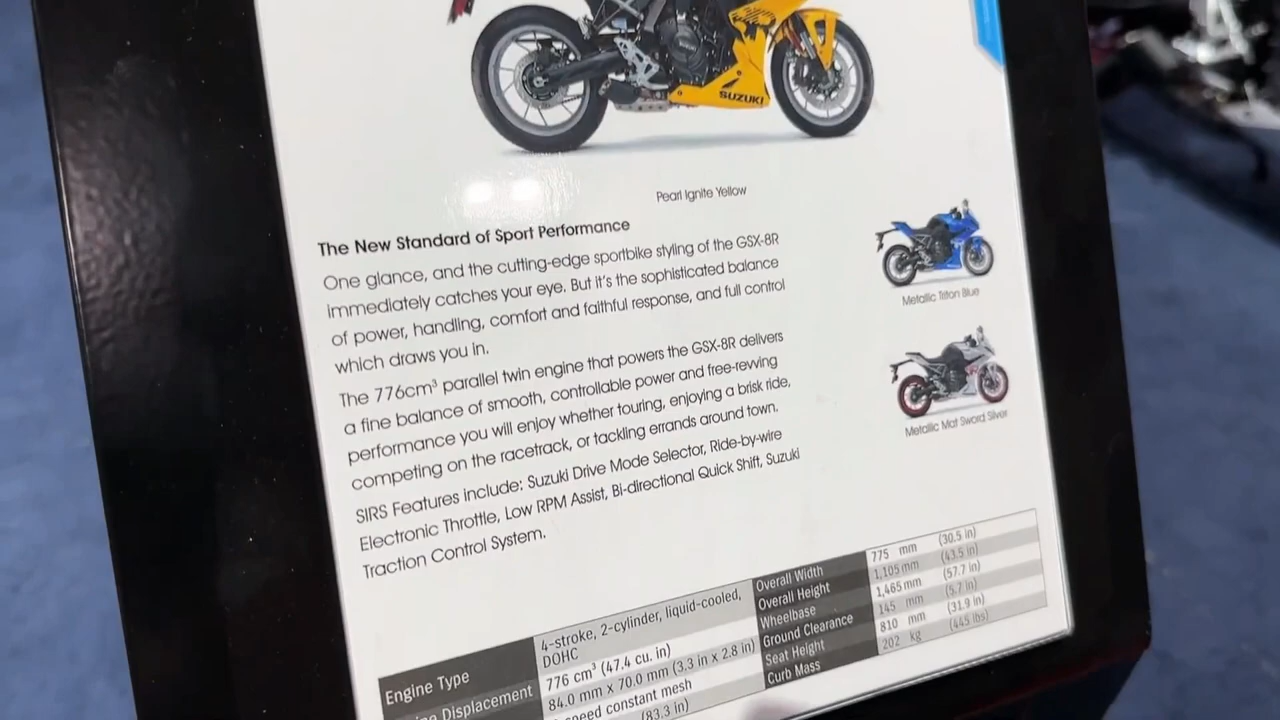 SUZUKI
Pearl Ignite Yellow
The New Standard of Sport Performance
One glance, and the cutting-edge sportbike styling of the GSX-8R
immediately catches your eye. But it's the sophisticated balance
of power, handling, comfort and faithful response, and full control
which draws you in.
The 776cm³ parallel twin engine that powers the GSX-8R delivers
a fine balance of smooth, controllable power and free-revving
performance you will enjoy whether touring, enjoying a brisk ride,
competing on the racetrack, or tackling errands around town.
SIRS Features include: Suzuki Drive Mode Selector, Ride-by-wire
Electronic Throttle, Low RPM Assist, Bi-directional Quick Shift, Suzuki
Traction Control System.
Metallic Triton Blue
Metallic Mat Sword Silver
Engine Type
4-stroke, 2-cylinder, liquid-cooled,
DOHC
Displacement
776 cm³ (47.4 cu. in)
84.0 mm x 70.0 mm (3.3 in x 2.8 in)
speed constant mesh
(83.3 in)
Overall Width 775 mm (30.5 in)
Overall Height 1,105 mm (43.5 in)
Wheelbase 1,465 mm (57.7 in)
Ground Clearance 145 mm (5.7 in)
Seat Height 810 mm (31.9 in)
Curb Mass 202 kg (445 lbs)